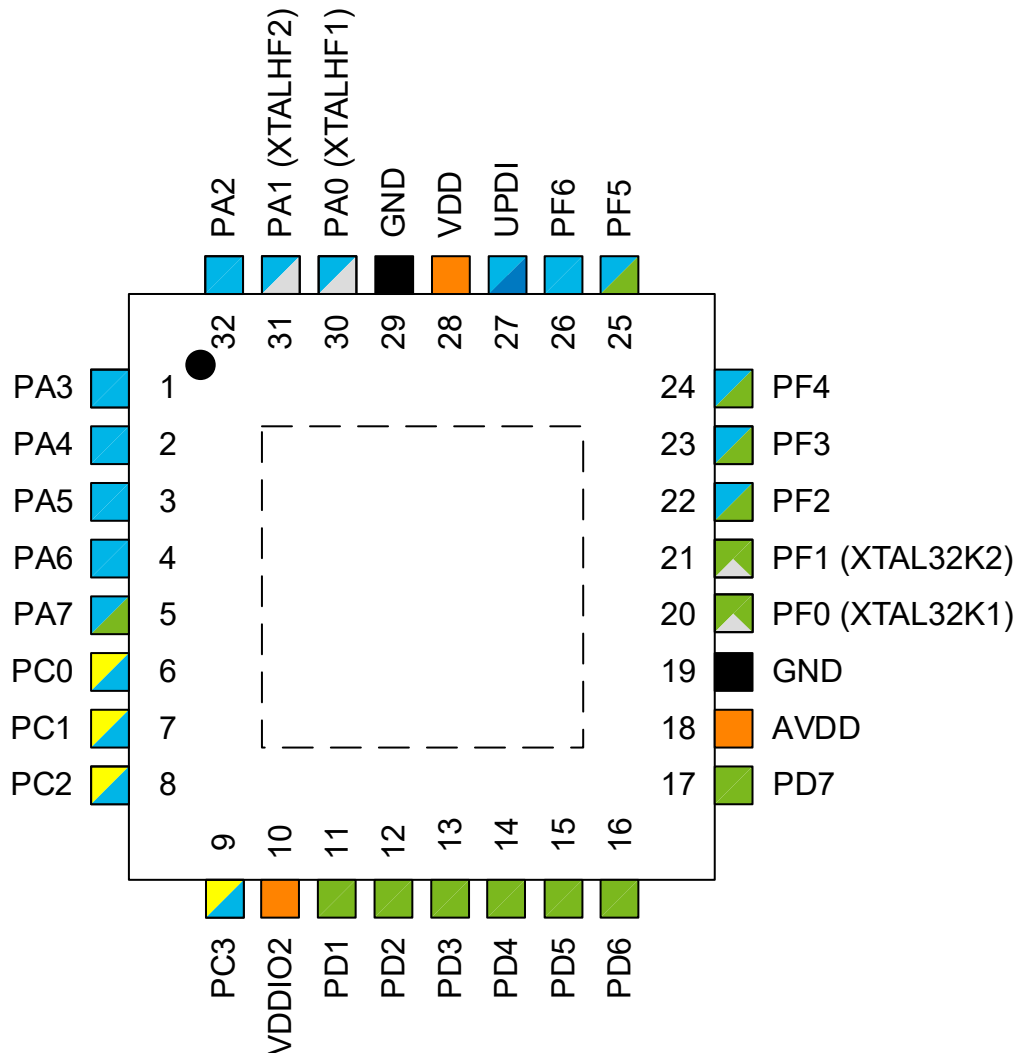 PA2
PA1 (XTALHF2)
PA0 (XTALHF1)
GND
VDD
UPDI
PF6
PF5
32
31
30
29
28
27
26
25
PA3 1
PA4 2
PA5 3
PA6 4
PA7 5
PC0 6
PC1 7
PC2 8
24 PF4
23 PF3
22 PF2
21 PF1 (XTAL32K2)
20 PF0 (XTAL32K1)
19 GND
18 AVDD
17 PD7
9
10
11
12
13
14
15
16
PC3
VDDIO2
PD1
PD2
PD3
PD4
PD5
PD6